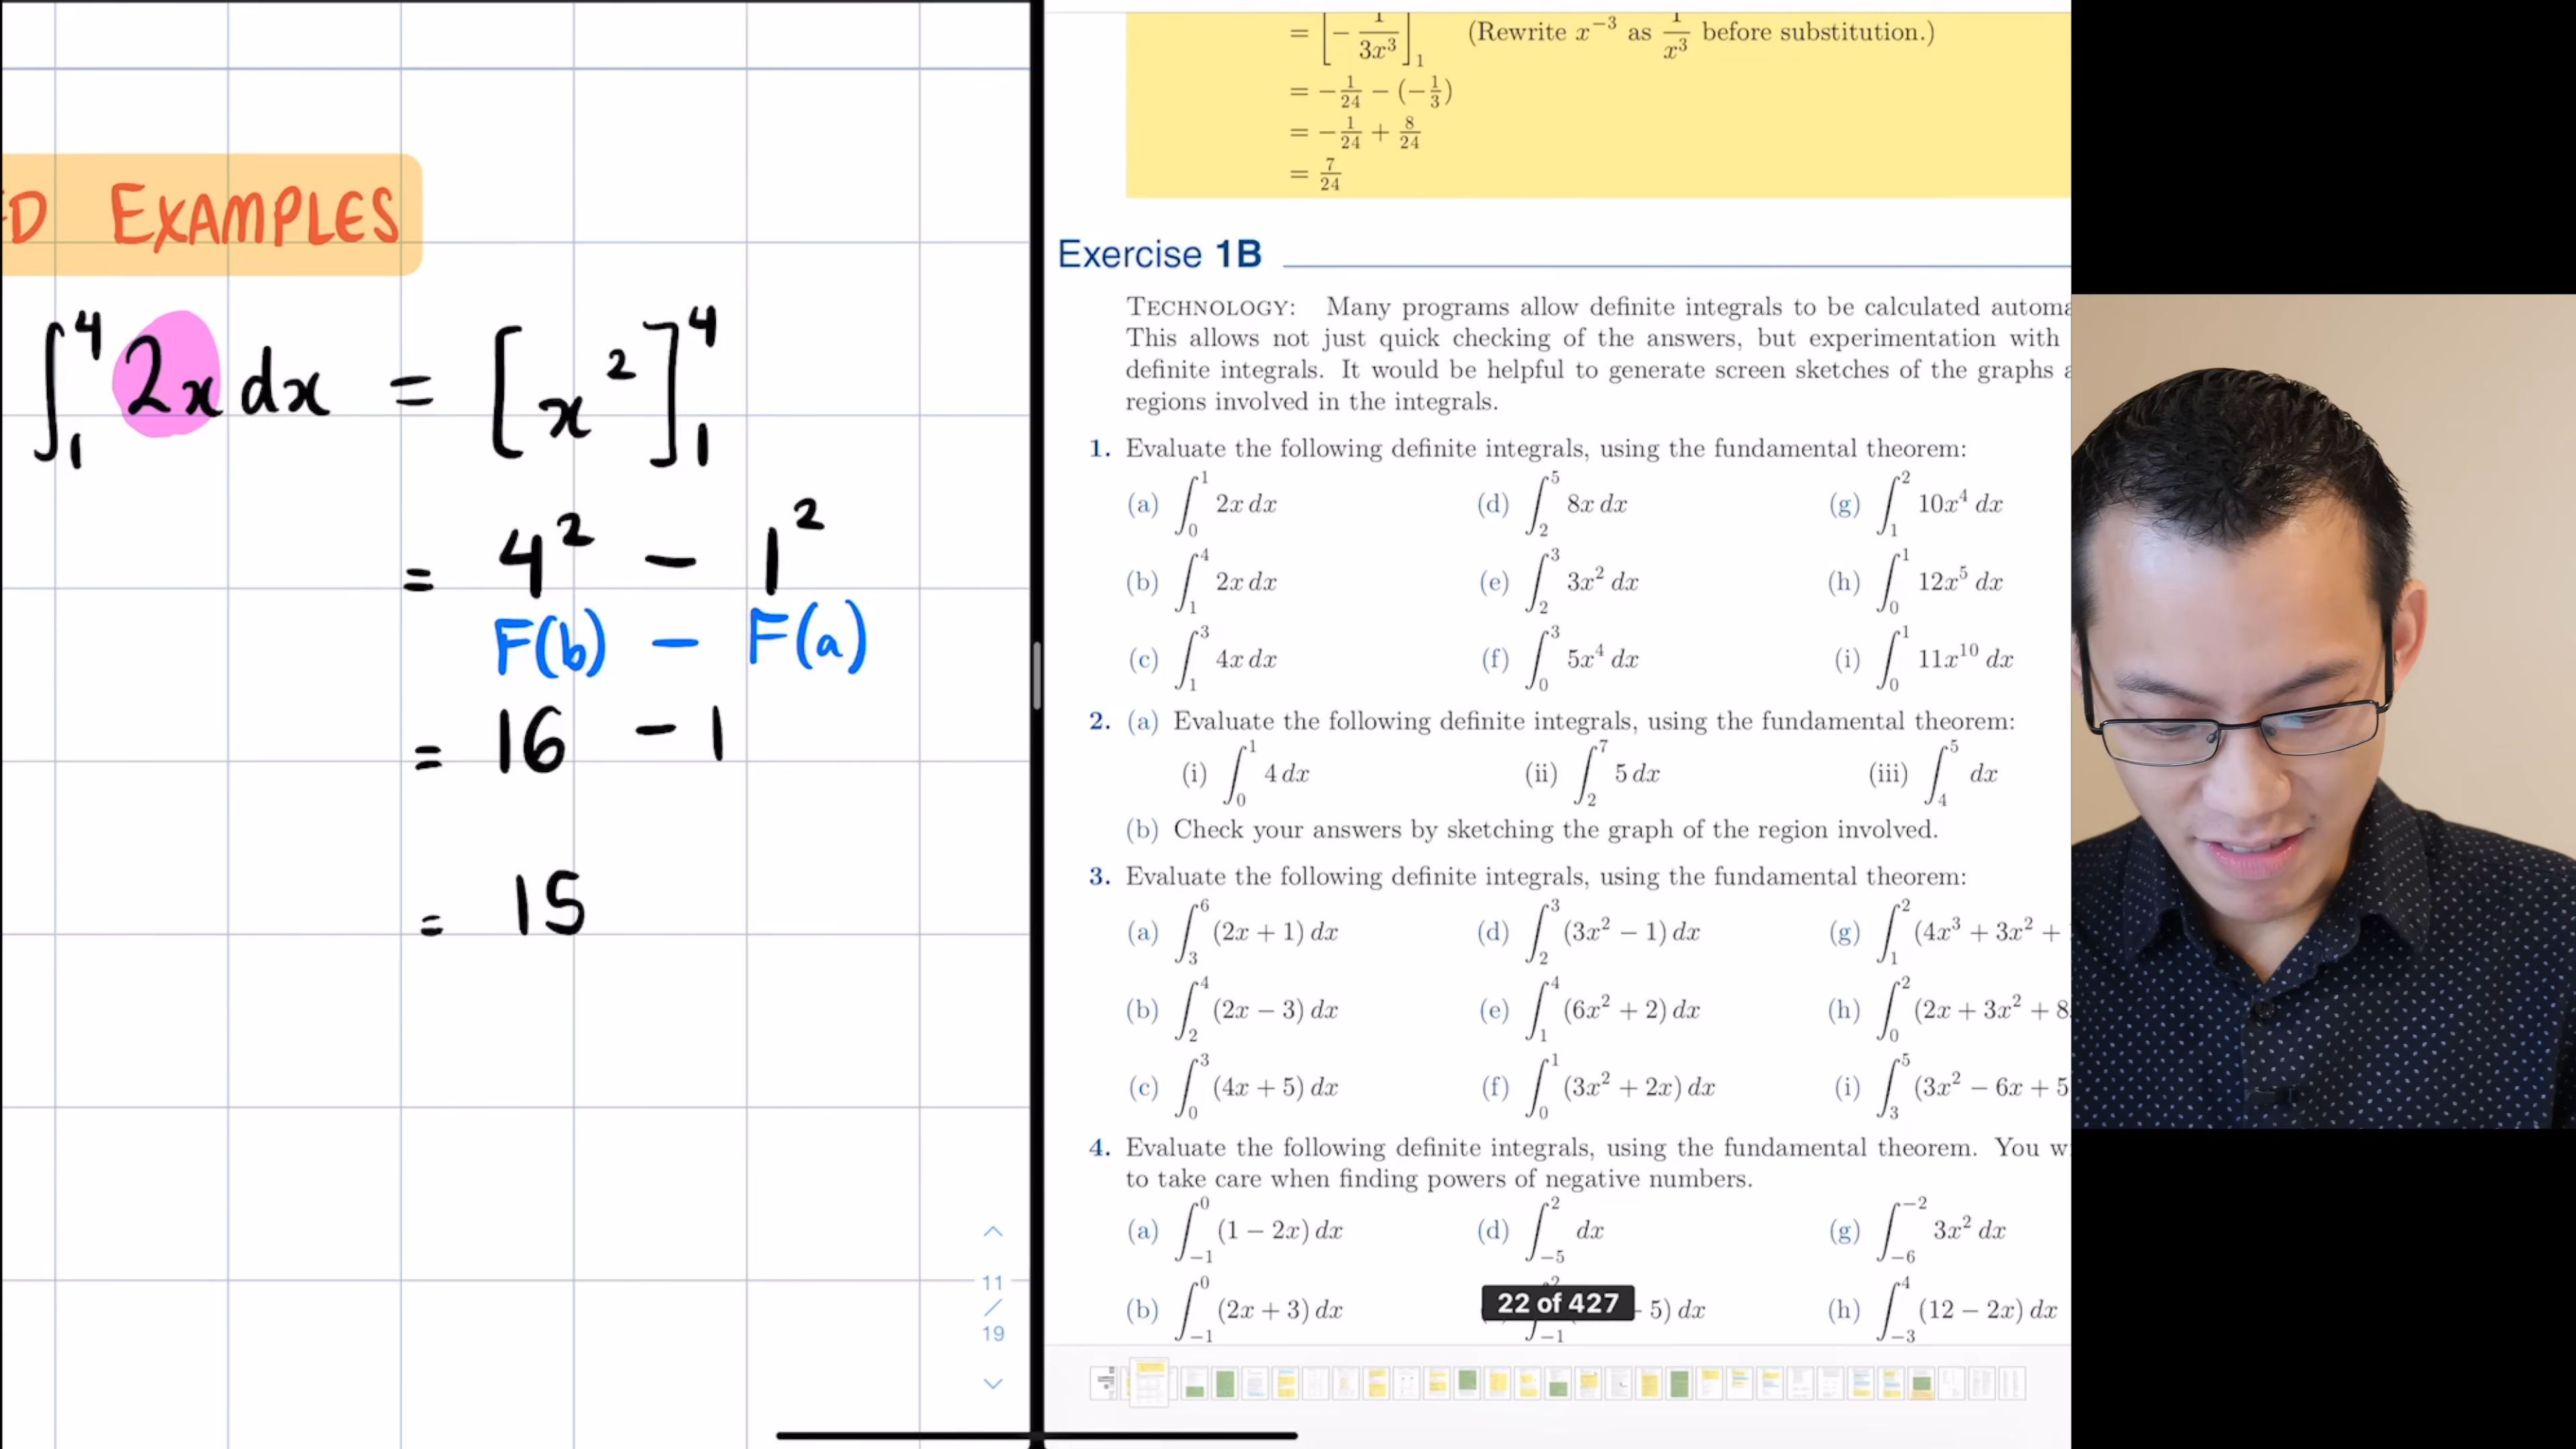 D EXAMPLES
∫₁⁴ 2x dx = [x²]₁⁴
= 4² − 1²
F(b) − F(a)
= 16 − 1
= 15
11
/
19
= [− 1/3x³]₁ (Rewrite x⁻³ as 1/x³ before substitution.)
= −1/24 − (−1/3)
= −1/24 + 8/24
= 7/24
Exercise 1B
TECHNOLOGY: Many programs allow definite integrals to be calculated
This allows not just quick checking of the answers, but experimentation with
definite integrals. It would be helpful to generate screen sketches of the graphs
regions involved in the integrals.
1. Evaluate the following definite integrals, using the fundamental theorem:
(a) ∫₀¹ 2x dx (d) ∫₂⁵ 8x dx (g) ∫₁² 10x⁴ dx
(b) ∫₁⁴ 2x dx (e) ∫₂³ 3x² dx (h) ∫₀¹ 12x⁵ dx
(c) ∫₁³ 4x dx (f) ∫₀³ 5x⁴ dx (i) ∫₀¹ 11x¹⁰ dx
2. (a) Evaluate the following definite integrals, using the fundamental theorem:
(i) ∫₀¹ 4 dx (ii) ∫₂⁷ 5 dx (iii) ∫₄⁵ dx
(b) Check your answers by sketching the graph of the region involved.
3. Evaluate the following definite integrals, using the fundamental theorem:
(a) ∫₃⁶ (2x + 1) dx (d) ∫₂³ (3x² − 1) dx (g) ∫₁² (4x³ + 3x² +
(b) ∫₂⁴ (2x − 3) dx (e) ∫₁⁴ (6x² + 2) dx (h) ∫₀² (2x + 3x² + 8
(c) ∫₀³ (4x + 5) dx (f) ∫₀¹ (3x² + 2x) dx (i) ∫₃⁵ (3x² − 6x + 5
4. Evaluate the following definite integrals, using the fundamental theorem. You
to take care when finding powers of negative numbers.
(a) ∫₋₁⁰ (1 − 2x) dx (d) ∫₋₅² dx (g) ∫₋₆⁻² 3x² dx
(b) ∫₋₁⁰ (2x + 3) dx ∫₋₁² − 5) dx (h) ∫₋₃⁴ (12 − 2x) dx
22 of 427